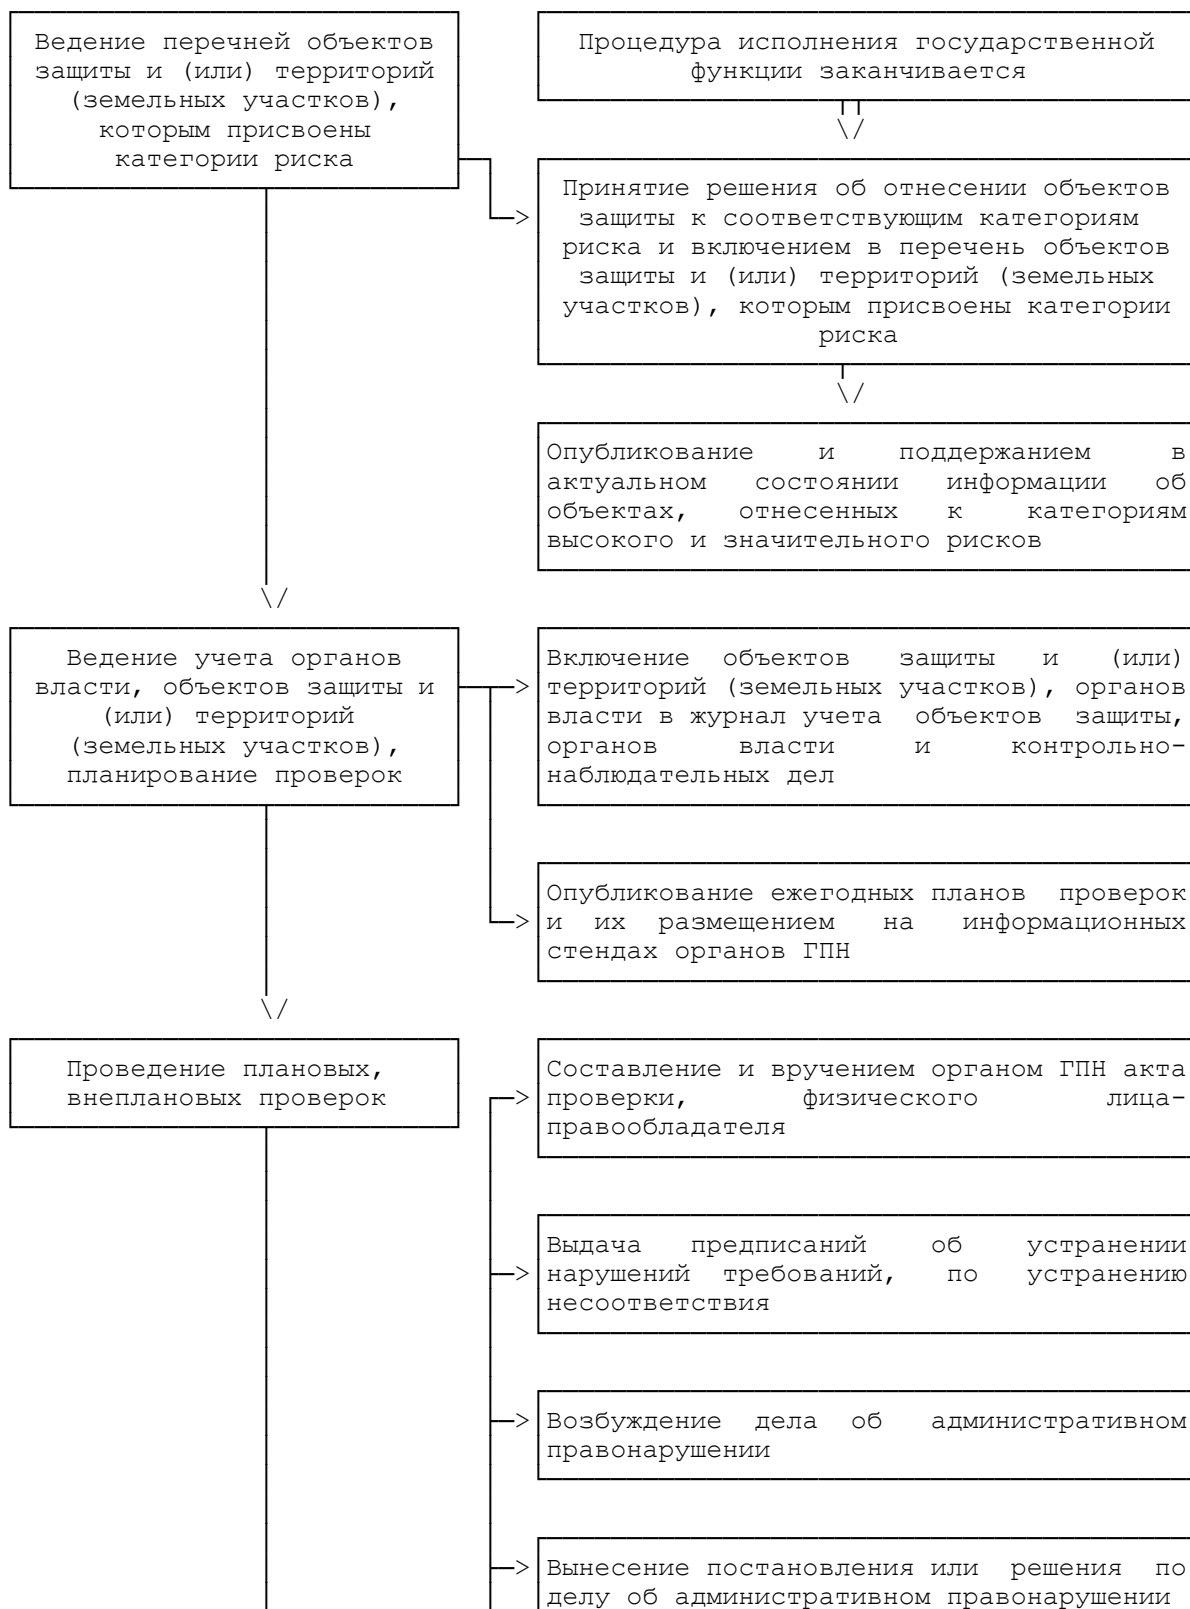 Ведение перечней объектов
защиты и (или) территорий
(земельных участков),
которым присвоены
категории риска
Процедура исполнения государственной
функции заканчивается
Принятие решения об отнесении объектов
защиты к соответствующим категориям
риска и включением в перечень объектов
защиты и (или) территорий (земельных
участков), которым присвоены категории
риска
Опубликование и поддержанием в
актуальном состоянии информации об
объектах, отнесенных к категориям
высокого и значительного рисков
Ведение учета органов
власти, объектов защиты и
(или) территорий
(земельных участков),
планирование проверок
Включение объектов защиты и (или)
территорий (земельных участков), органов
власти в журнал учета объектов защиты,
органов власти и контрольно-
наблюдательных дел
Опубликование ежегодных планов проверок
и их размещением на информационных
стендах органов ГПН
Проведение плановых,
внеплановых проверок
Составление и вручением органом ГПН акта
проверки, физического лица-
правообладателя
Выдача предписаний об устранении
нарушений требований, по устранению
несоответствия
Возбуждение дела об административном
правонарушении
Вынесение постановления или решения по
делу об административном правонарушении